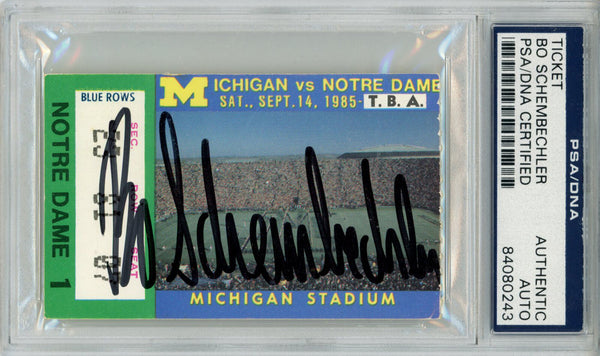 NOTRE DAME 1
BLUE ROWS
SEC. ROW SEAT
MICHIGAN vs NOTRE DAME
SAT., SEPT. 14, 1985- T. B. A.
Bo Schembechler
MICHIGAN STADIUM
TICKET
BO SCHEMBECHLER
PSA/DNA CERTIFIED
PSA/DNA
AUTHENTIC
AUTO
84080243